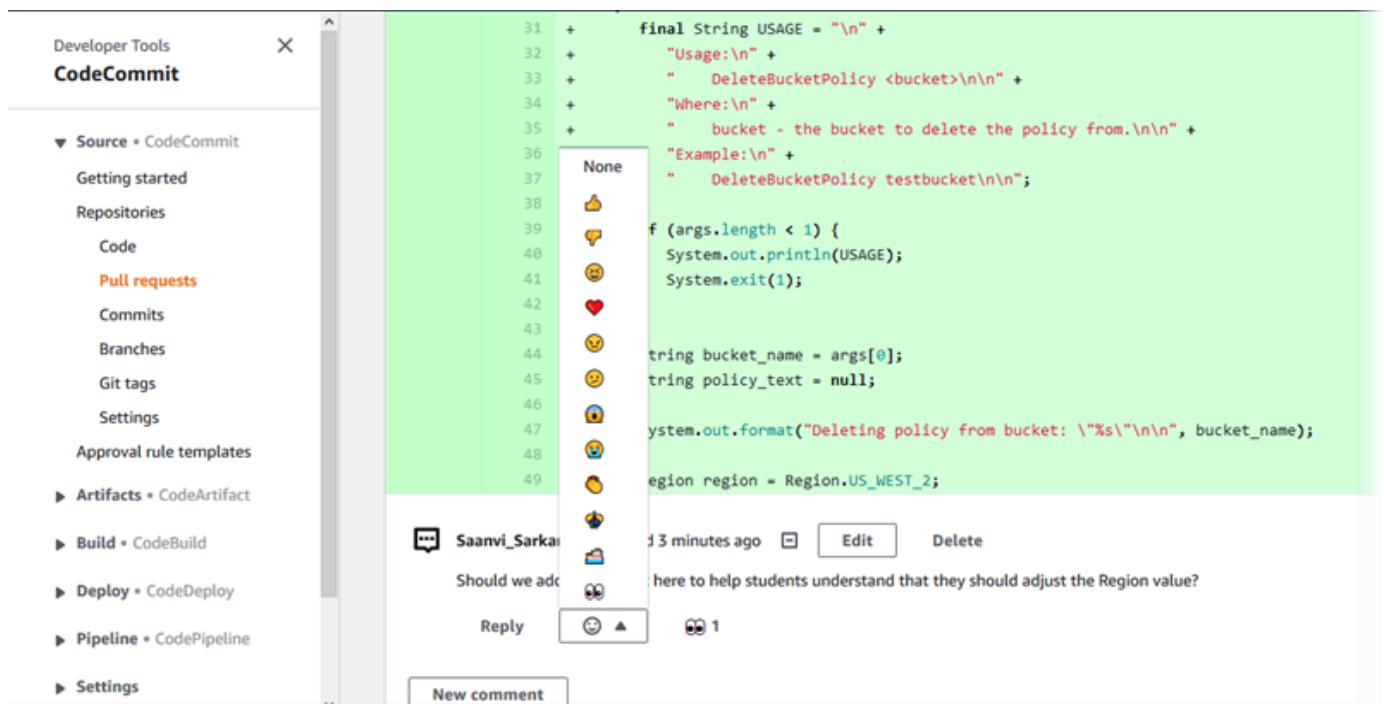 Developer Tools
CodeCommit
Source • CodeCommit
Getting started
Repositories
Code
Pull requests
Commits
Branches
Git tags
Settings
Approval rule templates
Artifacts • CodeArtifact
Build • CodeBuild
Deploy • CodeDeploy
Pipeline • CodePipeline
Settings
31 + final String USAGE = "\n" +
32 + "Usage:\n" +
33 + " DeleteBucketPolicy <bucket>\n\n" +
34 + "Where:\n" +
35 + " bucket - the bucket to delete the policy from.\n\n" +
36 "Example:\n" +
37 " DeleteBucketPolicy testbucket\n\n";
38
39 f (args.length < 1) {
40 System.out.println(USAGE);
41 System.exit(1);
42
43
44 tring bucket_name = args[0];
45 tring policy_text = null;
46
47 ystem.out.format("Deleting policy from bucket: \"%s\"\n\n", bucket_name);
48
49 egion region = Region.US_WEST_2;
None
Saanvi_Sarka 3 minutes ago Edit Delete
Should we add here to help students understand that they should adjust the Region value?
Reply 1
New comment